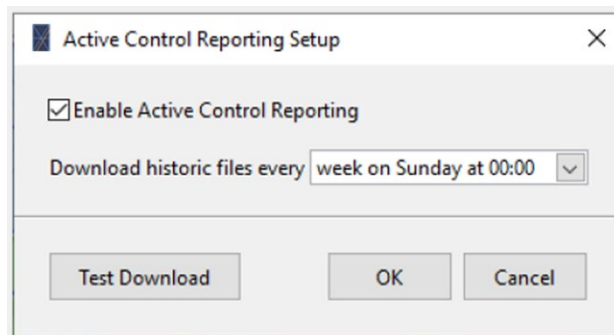 Active Control Reporting Setup
Enable Active Control Reporting
Download historic files every week on Sunday at 00:00
Test Download OK Cancel